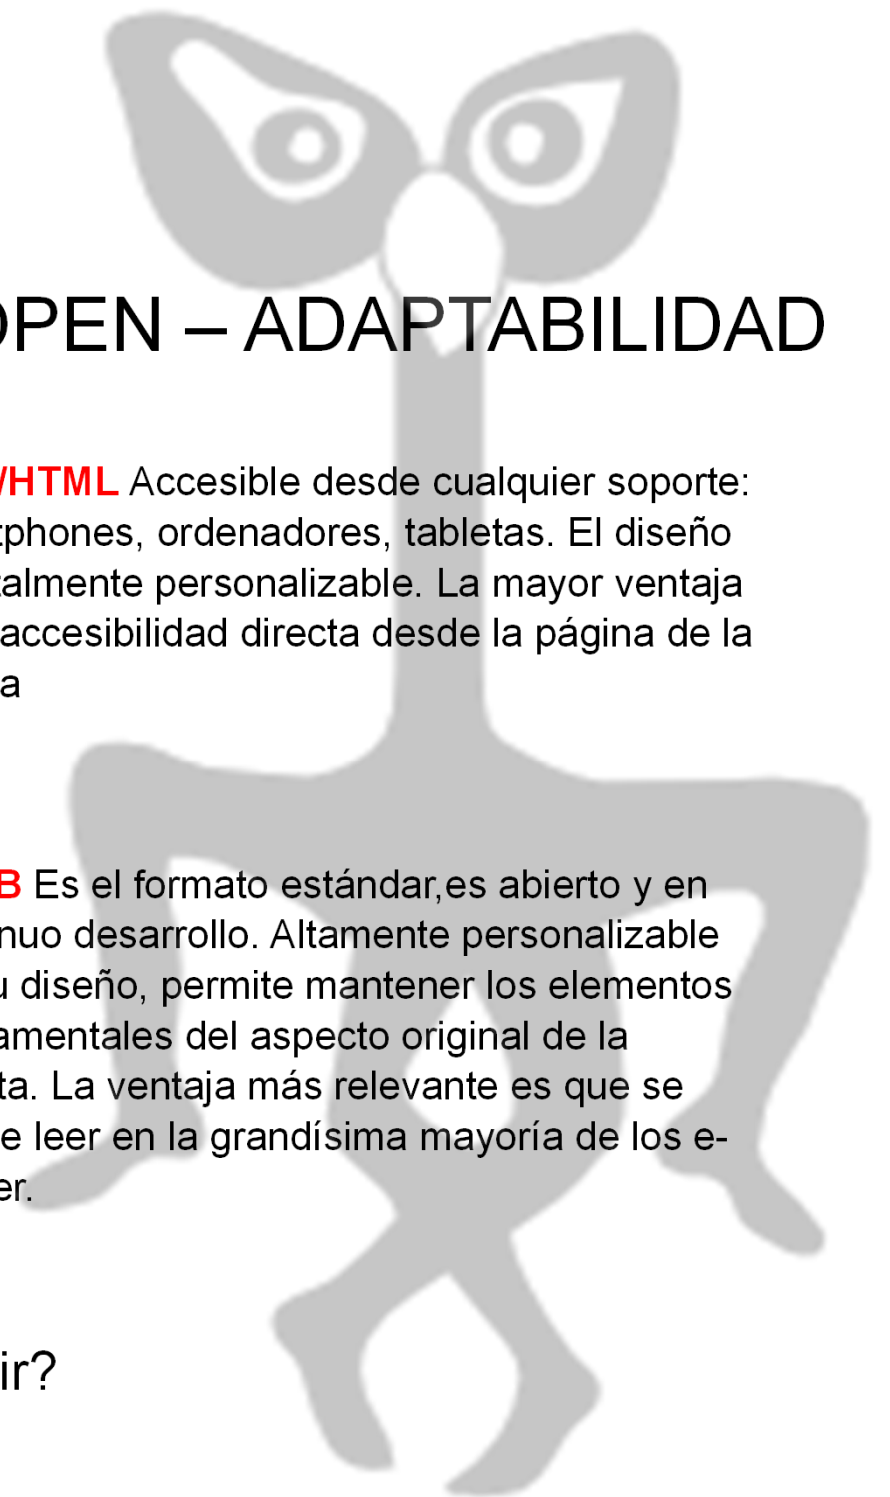 OPEN – ADAPTABILIDAD
/HTML Accesible desde cualquier soporte:
tphones, ordenadores, tabletas. El diseño
talmente personalizable. La mayor ventaja
accesibilidad directa desde la página de la
a
B Es el formato estándar,es abierto y en
nuo desarrollo. Altamente personalizable
u diseño, permite mantener los elementos
amentales del aspecto original de la
ta. La ventaja más relevante es que se
e leer en la grandísima mayoría de los e-
er.
ir?